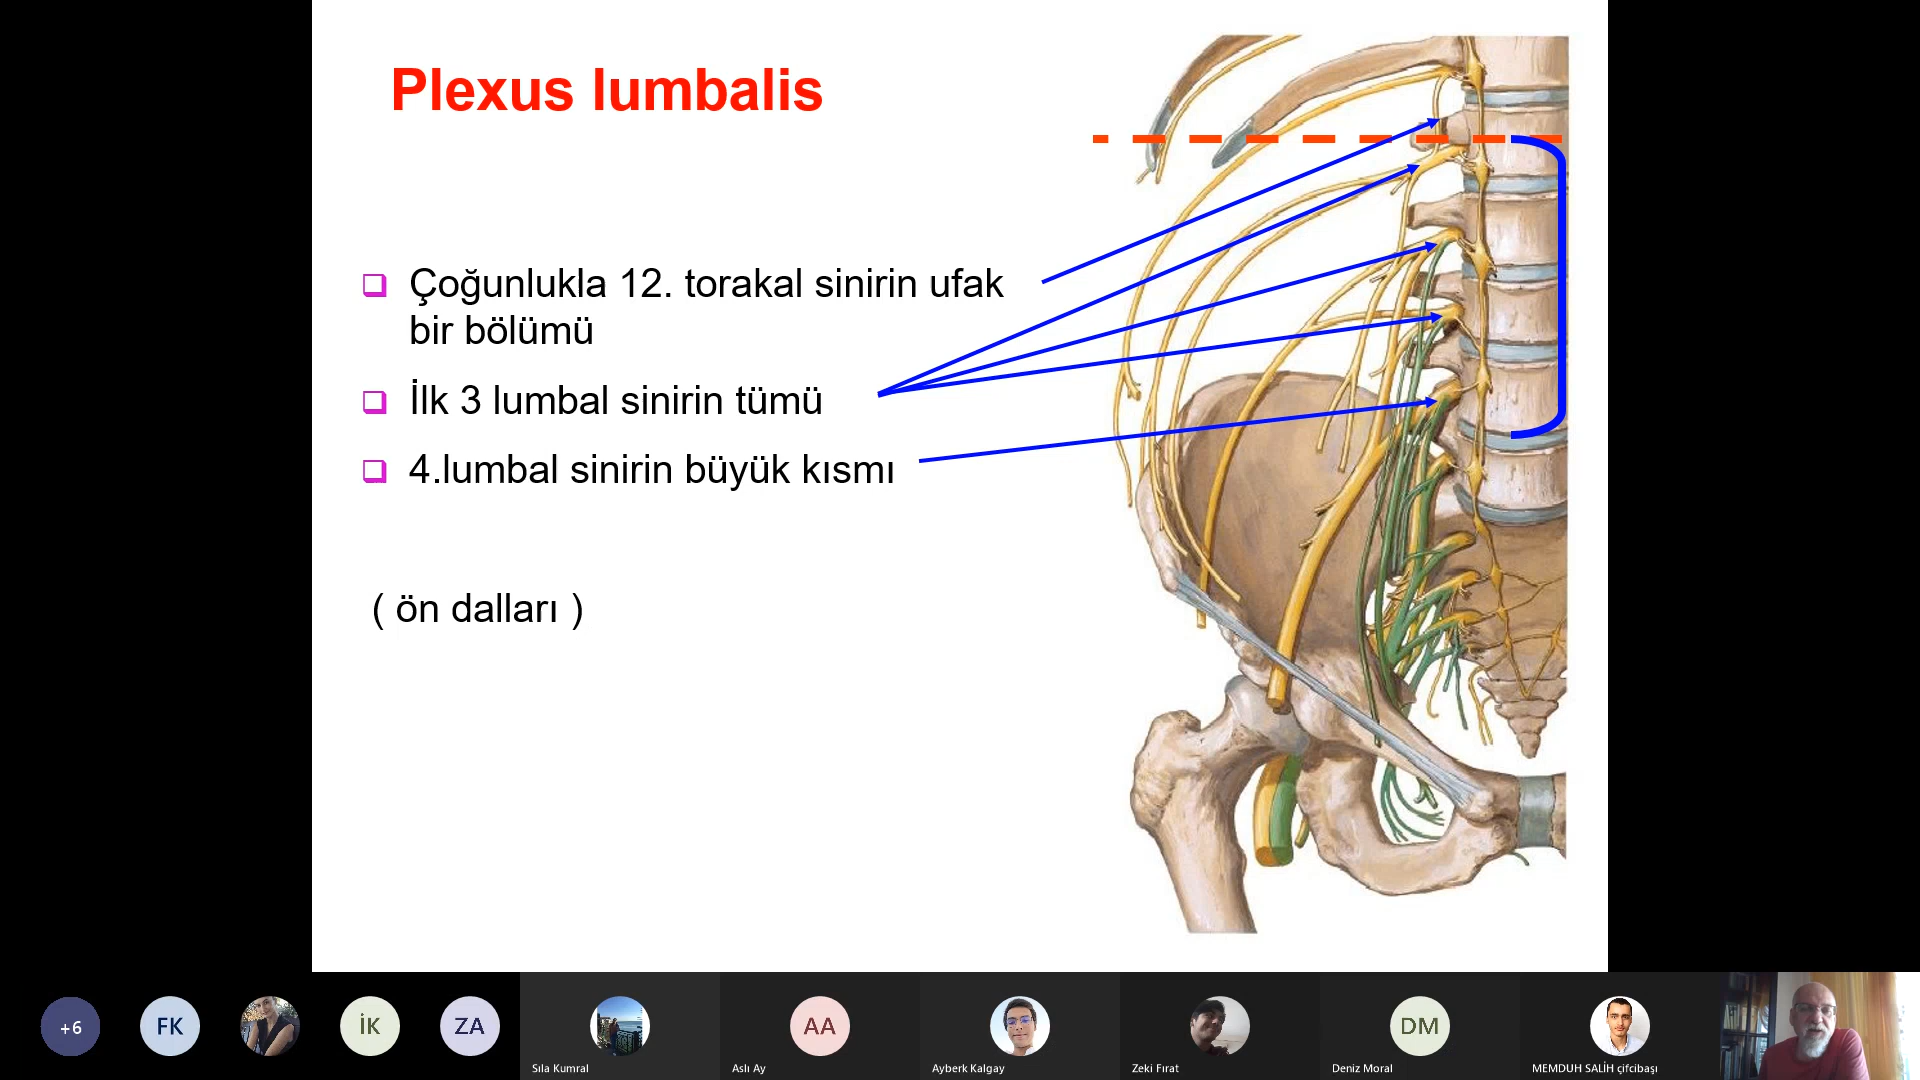 Plexus lumbalis
Çoğunlukla 12. torakal sinirin ufak
bir bölümü
İlk 3 lumbal sinirin tümü
4.lumbal sinirin büyük kısmı
( ön dalları )
+6
FK
İK
ZA
AA
DM
Sıla Kumral
Aslı Ay
Ayberk Kalgay
Zeki Fırat
Deniz Moral
MEMDUH SALİH çifcibaşı